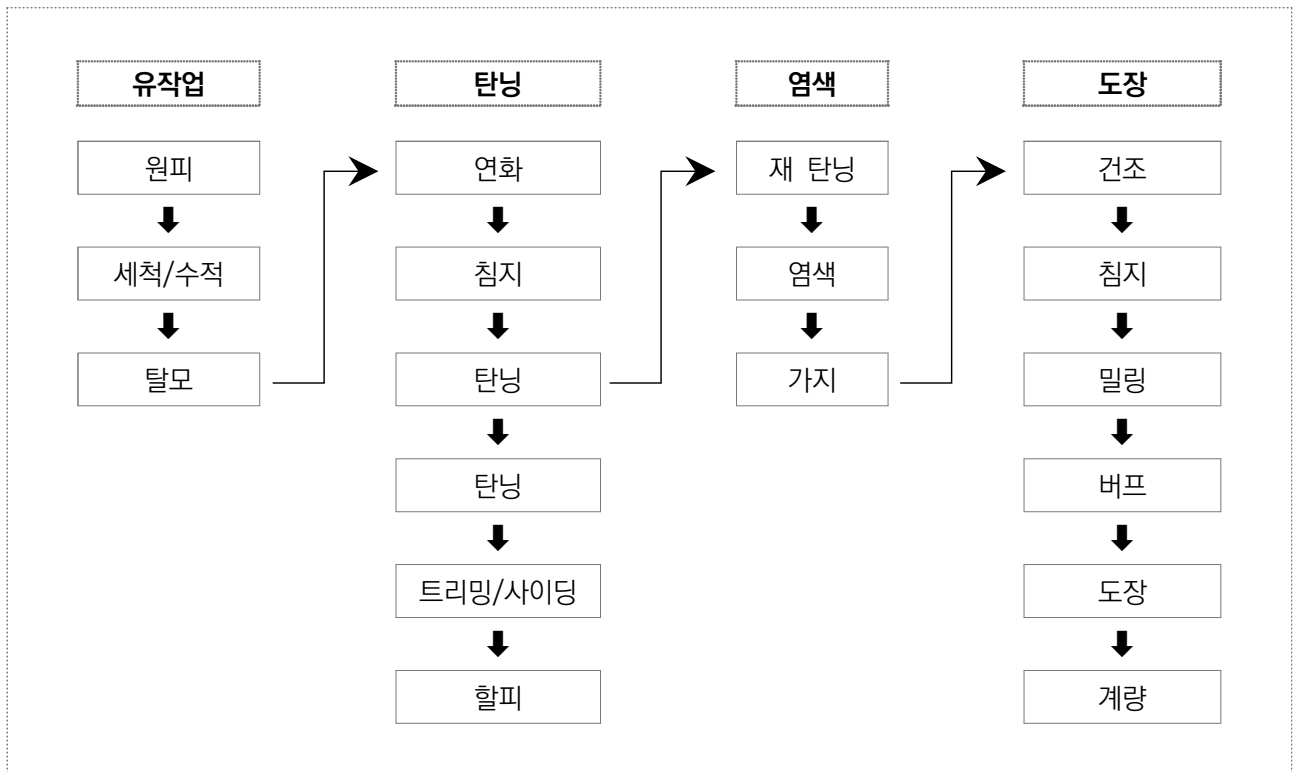 유작업
원피
세척/수적
탈모
탄닝
연화
침지
탄닝
탄닝
트리밍/사이딩
할피
염색
재 탄닝
염색
가지
도장
건조
침지
밀링
버프
도장
계량